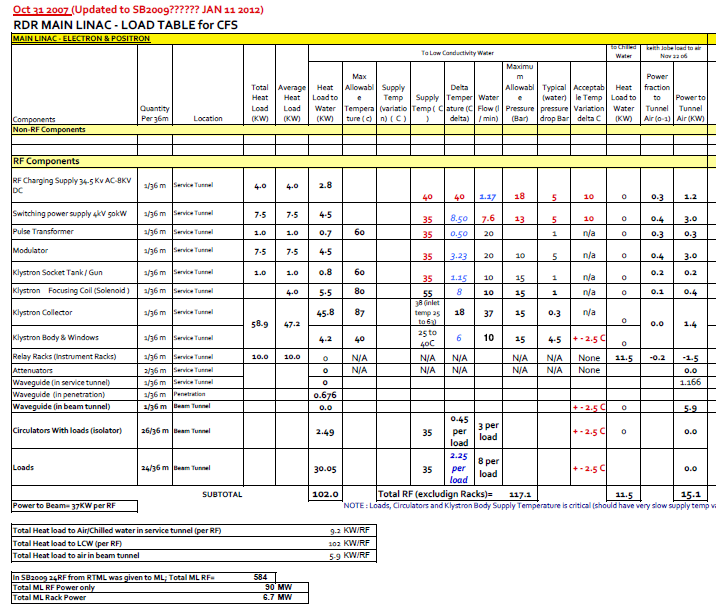 Oct 31 2007 (Updated to SB2009?????? JAN 11 2012)
RDR MAIN LINAC - LOAD TABLE for CFS
MAIN LINAC - ELECTRON & POSITRON
To Low Conductivity Water to Chilled Water keith Jobe load to air Nov 22 06
Components Quantity Per 36m Location Total Heat Load (KW) Average Heat Load (KW) Heat Load to Water (KW) Max Allowabl e Tempera ture ( c) Supply Temp (variatio n) ( C ) Supply Temp ( C ) Delta Temper ature (C delta) Water Flow (l / min) Maximu m Allowabl e Pressure (Bar) Typical (water) pressure drop Bar Acceptab le Temp Variation delta C Heat Load to Water (KW) Power fraction to Tunnel Air (0-1) Power to Tunnel Air (KW)
Non-RF Components
RF Components
RF Charging Supply 34.5 Kv AC-8KV DC 1/36 m Service Tunnel 4.0 4.0 2.8 40 40 1.17 18 5 10 0 0.3 1.2
Switching power supply 4kV 50kW 1/36 m Service Tunnel 7.5 7.5 4.5 35 8.50 7.6 13 5 10 0 0.4 3.0
Pulse Transformer 1/36 m Service Tunnel 1.0 1.0 0.7 60 35 0.50 20 1 n/a 0 0.3 0.3
Modulator 1/36 m Service Tunnel 7.5 7.5 4.5 35 3.23 20 10 5 n/a 0 0.4 3.0
Klystron Socket Tank / Gun 1/36 m Service Tunnel 1.0 1.0 0.8 60 35 1.15 10 15 1 n/a 0 0.2 0.2
Klystron Focusing Coil (Solenoid ) 1/36 m Service Tunnel 4.0 5.5 80 55 8 10 15 1 n/a 0 0.1 0.4
Klystron Collector 1/36 m Service Tunnel 58.9 47.2 45.8 87 38 (inlet temp 25 to 63) 18 37 15 0.3 n/a 0 0.0 1.4
Klystron Body & Windows 1/36 m Service Tunnel 4.2 40 25 to 40C 6 10 15 4.5 + - 2.5 C 0
Relay Racks (Instrument Racks) 1/36 m Service Tunnel 10.0 10.0 0 N/A N/A N/A N/A N/A None 11.5 -0.2 -1.5
Attenuators 1/36 m Service Tunnel 0 N/A N/A N/A N/A N/A None 0.0
Waveguide (in service tunnel) 1/36 m Service Tunnel 0 1.166
Waveguide (in penetration) 1/36 m Penetration 0.676
Waveguide (in beam tunnel) 1/36 m Beam Tunnel 0.0 + - 2.5 C 0 5.9
Circulators With loads (isolator) 26/36 m Beam Tunnel 2.49 35 0.45 per load 3 per load + - 2.5 C 0 0.0
Loads 24/36 m Beam Tunnel 30.05 35 2.25 per load 8 per load + - 2.5 C 0.0
SUBTOTAL 102.0 Total RF (excludign Racks)= 117.1 11.5 15.1
Power to Beam= 37KW per RF NOTE : Loads, Circulators and Klystron Body Supply Temperature is critical (should have very slow supply temp va
Total Heat load to Air/Chilled water in service tunnel (per RF) 9.2 KW/RF
Total Heat load to LCW (per RF) 102 KW/RF
Total Heat load to air in beam tunnel 5.9 KW/RF
In SB2009 24RF from RTML was given to ML; Total ML RF= 584
Total ML RF Power only 90 MW
Total ML Rack Power 6.7 MW